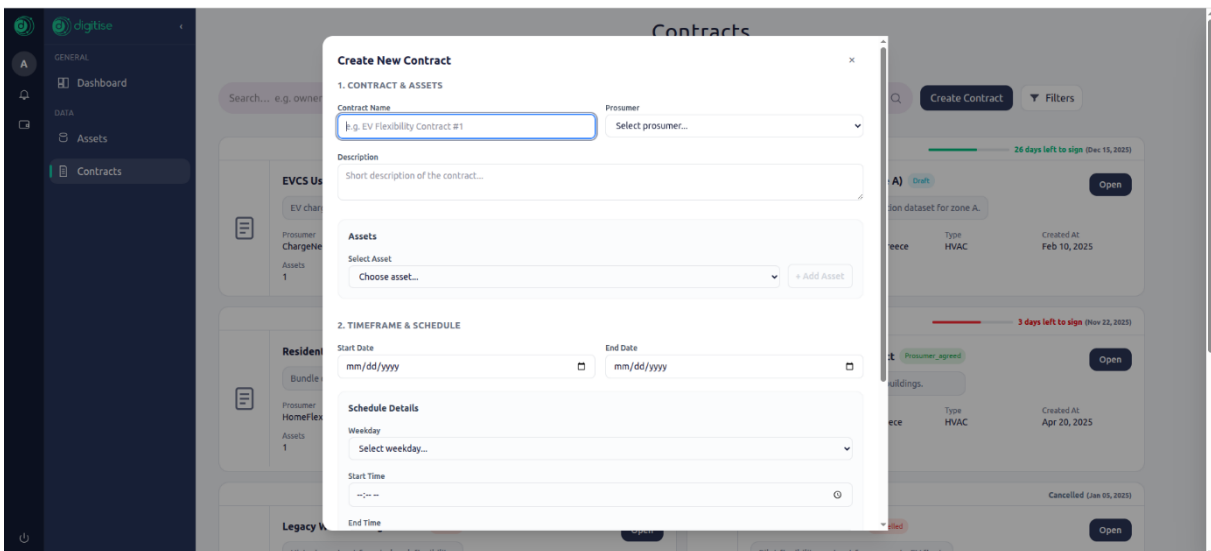 digitise
Contracts
A
GENERAL
Dashboard
DATA
Assets
Contracts
Search... e.g. owner
Create Contract
Filters
Create New Contract
×
1. CONTRACT & ASSETS
Contract Name
Prosumer
e.g. EV Flexibility Contract #1
Select prosumer...
Description
Short description of the contract...
Assets
Select Asset
Choose asset...
+ Add Asset
2. TIMEFRAME & SCHEDULE
Start Date
End Date
mm/dd/yyyy
mm/dd/yyyy
Schedule Details
Weekday
Select weekday...
Start Time
--:-- --
End Time
EVCS Us
EV charg
Prosumer
ChargeNe
Assets
1
26 days left to sign (Dec 15, 2025)
A) Draft
Open
ion dataset for zone A.
Type
Created At
eece
HVAC
Feb 10, 2025
Resident
Bundle
Prosumer
HomeFlex
Assets
1
3 days left to sign (Nov 22, 2025)
ct Prosumer_agreed
Open
uildings.
Type
Created At
ece
HVAC
Apr 20, 2025
Legacy W
Open
Cancelled (Jan 05, 2025)
elled
Open